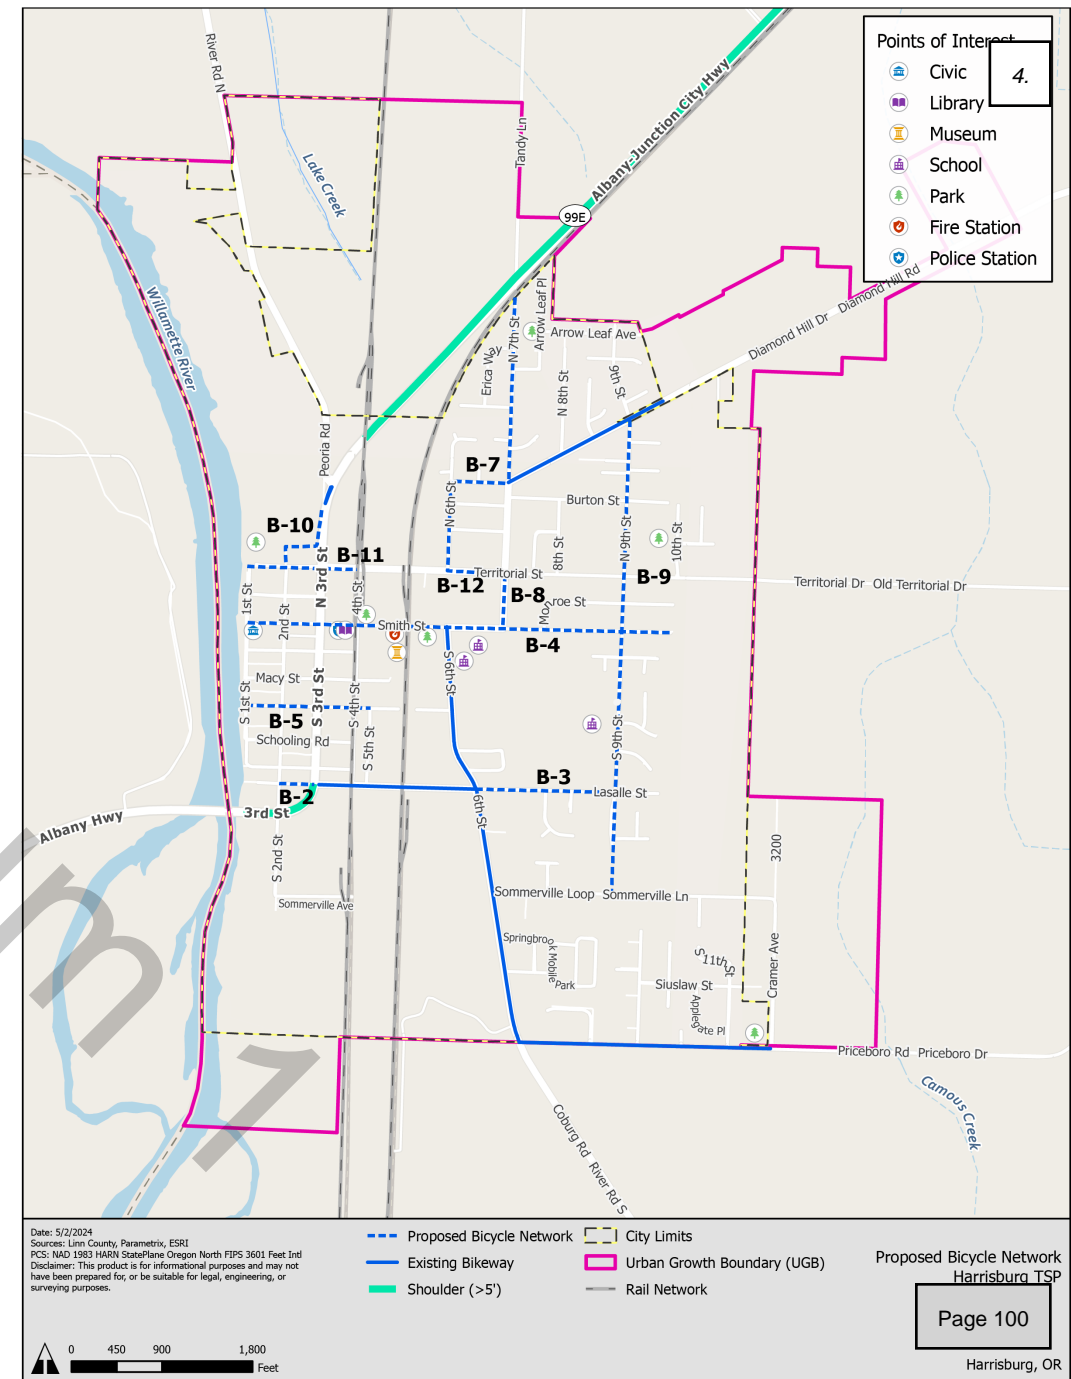 Points of Interest
4.
Civic
Library
Museum
School
Park
Fire Station
Police Station
River Rd N
Lake Creek
Tandy Ln
Albany-Junction City Hwy
99E
Willamette River
Diamond Hill Dr
Diamond Hill Rd
Arrow Leaf Pl
Arrow Leaf Ave
N 7th St
Erica Way
N 8th St
9th St
Peoria Rd
B-7
N 6th St
Burton St
B-10
N 9th St
10th St
8th St
N 3rd St
B-11
Territorial St
B-12
B-8
B-9
Territorial Dr
Old Territorial Dr
1st St
2nd St
4th St
Monroe St
Smith St
B-4
S 6th St
Macy St
S 1st St
B-5
S 3rd St
S 4th St
S 5th St
Schooling Rd
S 9th St
B-2
B-3
Lasalle St
3rd St
Albany Hwy
6th St
S 2nd St
3200
Sommerville Ave
Sommerville Loop
Sommerville Ln
Springbrook Mobile Park
S 11th St
Siuslaw St
Applegate Pl
Cramer Ave
Priceboro Rd
Priceboro Dr
Camous Creek
Coburg Rd
River Rd S
m 1
Date: 5/2/2024
Sources: Linn County, Parametrix, ESRI
PCS: NAD 1983 HARN StatePlane Oregon North FIPS 3601 Feet Intl
Disclaimer: This product is for informational purposes and may not
have been prepared for, or be suitable for legal, engineering, or
surveying purposes.
Proposed Bicycle Network
Existing Bikeway
Shoulder (>5')
City Limits
Urban Growth Boundary (UGB)
Rail Network
Proposed Bicycle Network
Harrisburg TSP
Page 100
0 450 900 1,800
Feet
Harrisburg, OR